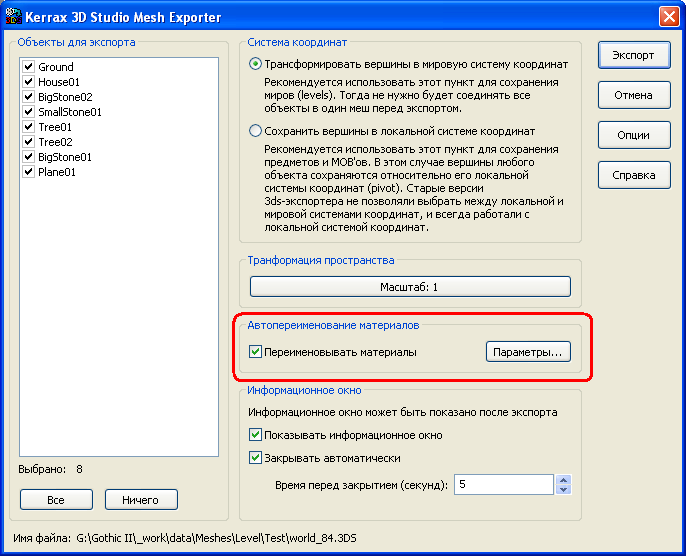 Kerrax 3D Studio Mesh Exporter
Объекты для экспорта
Ground
House01
BigStone02
SmallStone01
Tree01
Tree02
BigStone01
Plane01
Выбрано: 8
Все
Ничего
Система координат
Трансформировать вершины в мировую систему координат
Рекомендуется использовать этот пункт для сохранения
миров (levels). Тогда не нужно будет соединять все
объекты в один меш перед экспортом.
Сохранить вершины в локальной системе координат
Рекомендуется использовать этот пункт для сохранения
предметов и MOB'ов. В этом случае вершины любого
объекта сохраняются относительно его локальной
системы координат (pivot). Старые версии
3ds-экспортера не позволяли выбрать между локальной и
мировой системами координат, и всегда работали с
локальной системой координат.
Транформация пространства
Масштаб: 1
Автопереименование материалов
Переименовывать материалы
Параметры...
Информационное окно
Информационное окно может быть показано после экспорта
Показывать информационное окно
Закрывать автоматически
Время перед закрытием (секунд): 5
Экспорт
Отмена
Опции
Справка
Имя файла: G:\Gothic II\_work\data\Meshes\Level\Test\world_84.3DS